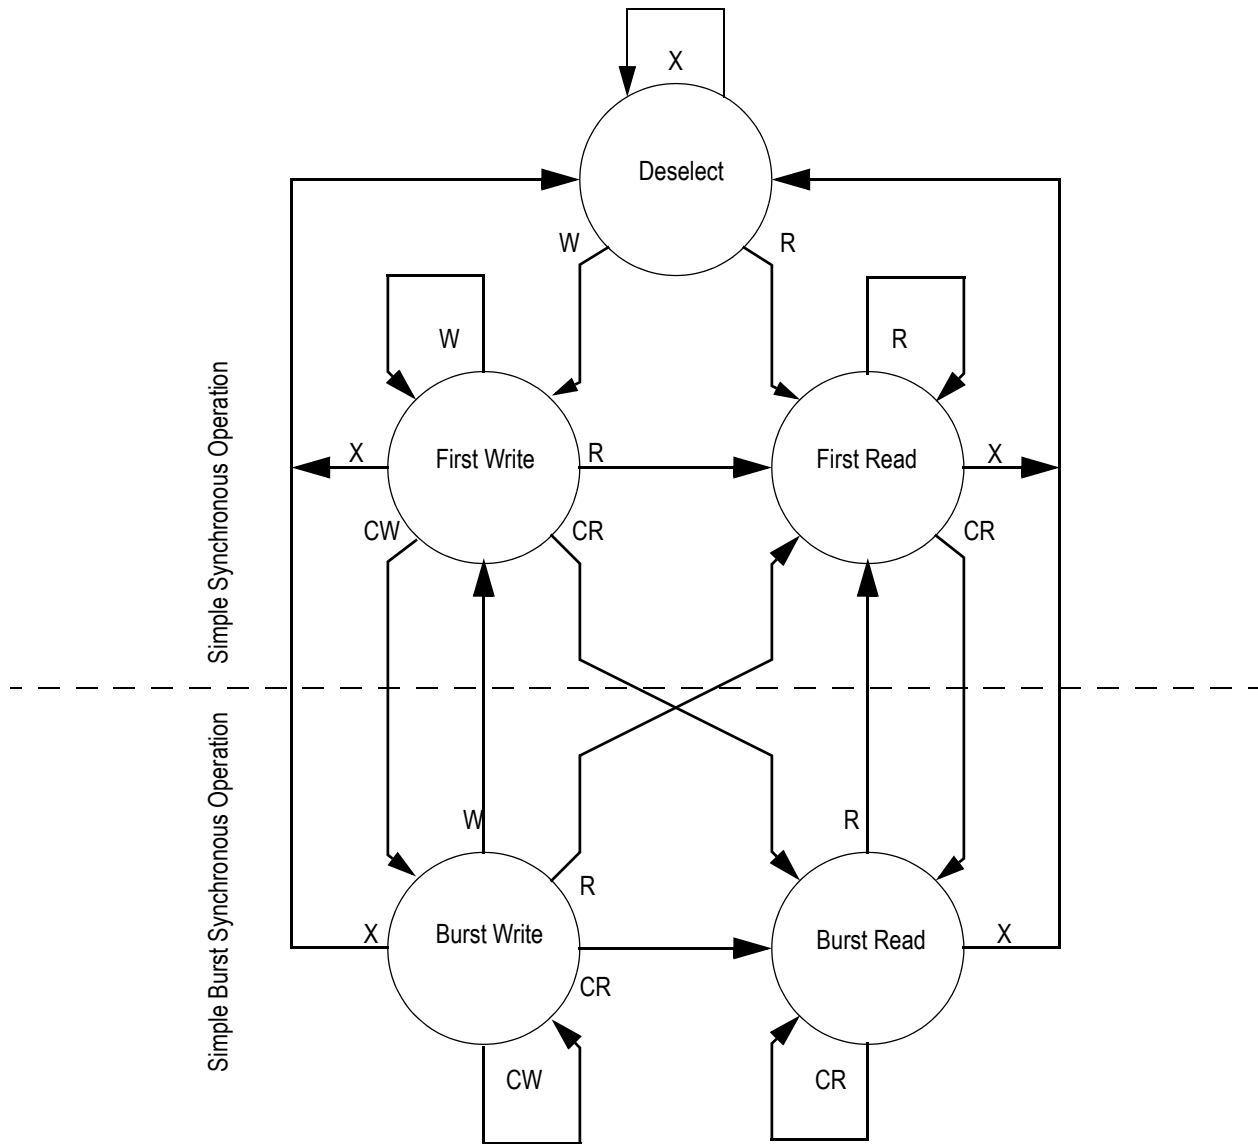 X
Deselect
W
R
W
R
Simple Synchronous Operation
X
First Write
R
First Read
X
CW
CR
CR
Simple Burst Synchronous Operation
W
R
R
X
Burst Write
Burst Read
X
CR
CW
CR